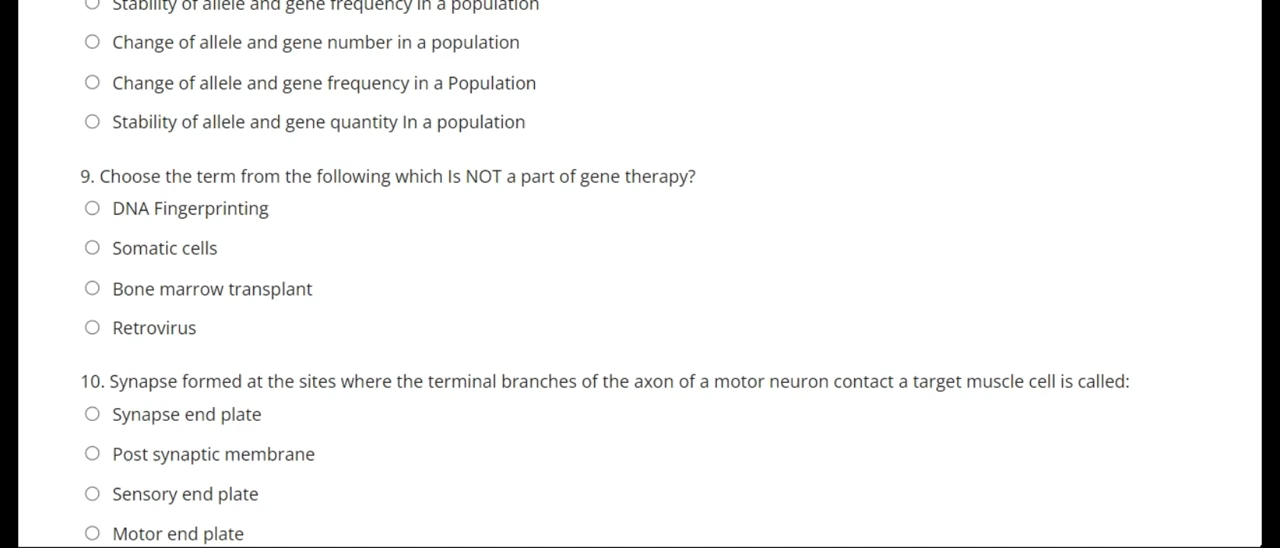 Stability of allele and gene frequency in a population
Change of allele and gene number in a population
Change of allele and gene frequency in a Population
Stability of allele and gene quantity In a population
9. Choose the term from the following which Is NOT a part of gene therapy?
DNA Fingerprinting
Somatic cells
Bone marrow transplant
Retrovirus
10. Synapse formed at the sites where the terminal branches of the axon of a motor neuron contact a target muscle cell is called:
Synapse end plate
Post synaptic membrane
Sensory end plate
Motor end plate